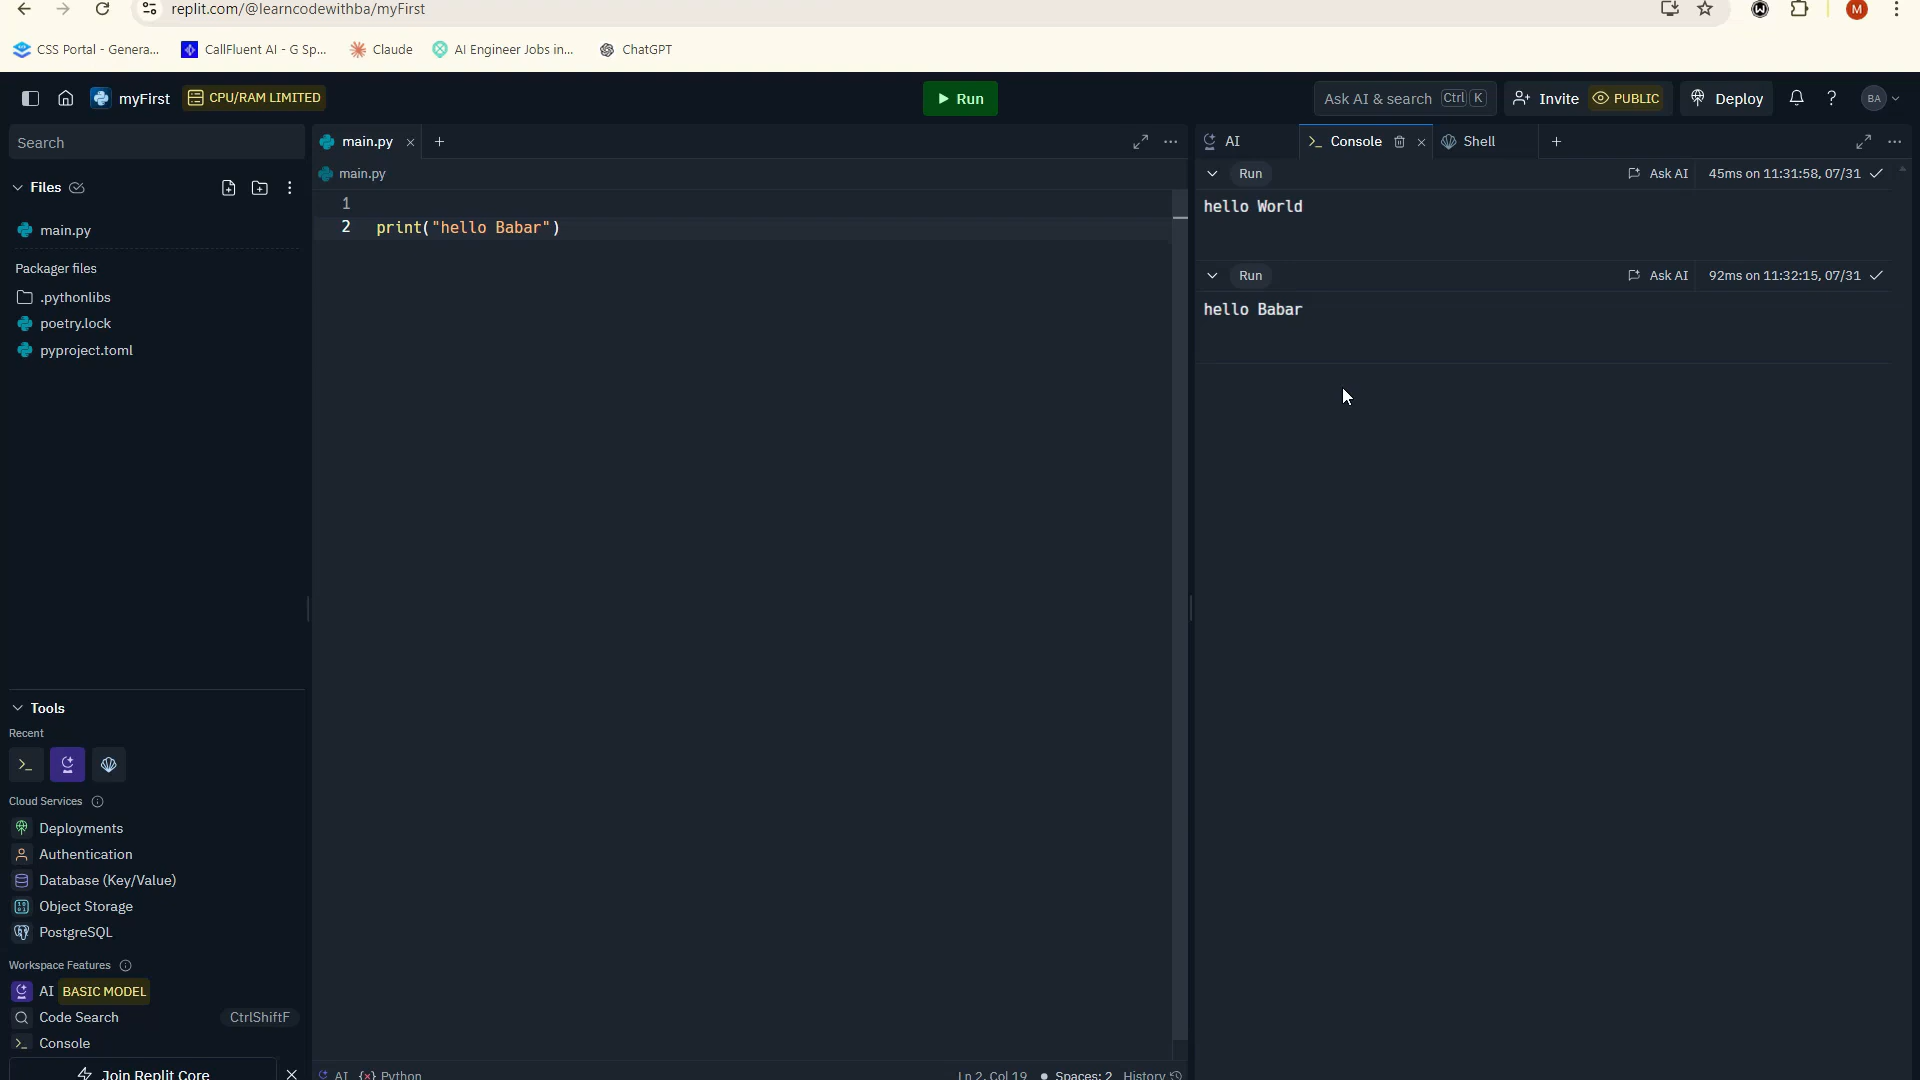 replit.com/@learncodewithba/myFirst
M
CSS Portal - Genera...
CallFluent AI - G Sp...
Claude
AI Engineer Jobs in...
ChatGPT
myFirst
CPU/RAM LIMITED
Run
Ask AI & search Ctrl K
Invite
PUBLIC
Deploy
BA
Search
Files
main.py
Packager files
.pythonlibs
poetry.lock
pyproject.toml
Tools
Recent
Cloud Services
Deployments
Authentication
Database (Key/Value)
Object Storage
PostgreSQL
Workspace Features
AI BASIC MODEL
Code Search CtrlShiftF
Console
Join Replit Core
main.py
main.py
1
2 print("hello Babar")
AI {x} Python
Ln 2, Col 19 Spaces: 2 History
AI
Console
Shell
Run Ask AI 45ms on 11:31:58, 07/31
hello World
Run Ask AI 92ms on 11:32:15, 07/31
hello Babar